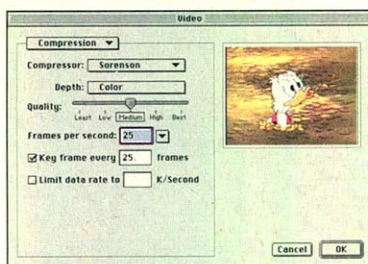 Video
Compression
Compressor: Sorenson
Depth: Color
Quality:
Least Low Medium High Best
Frames per second: 25
Key frame every 25. frames
Limit data rate to K/Second
Cancel OK